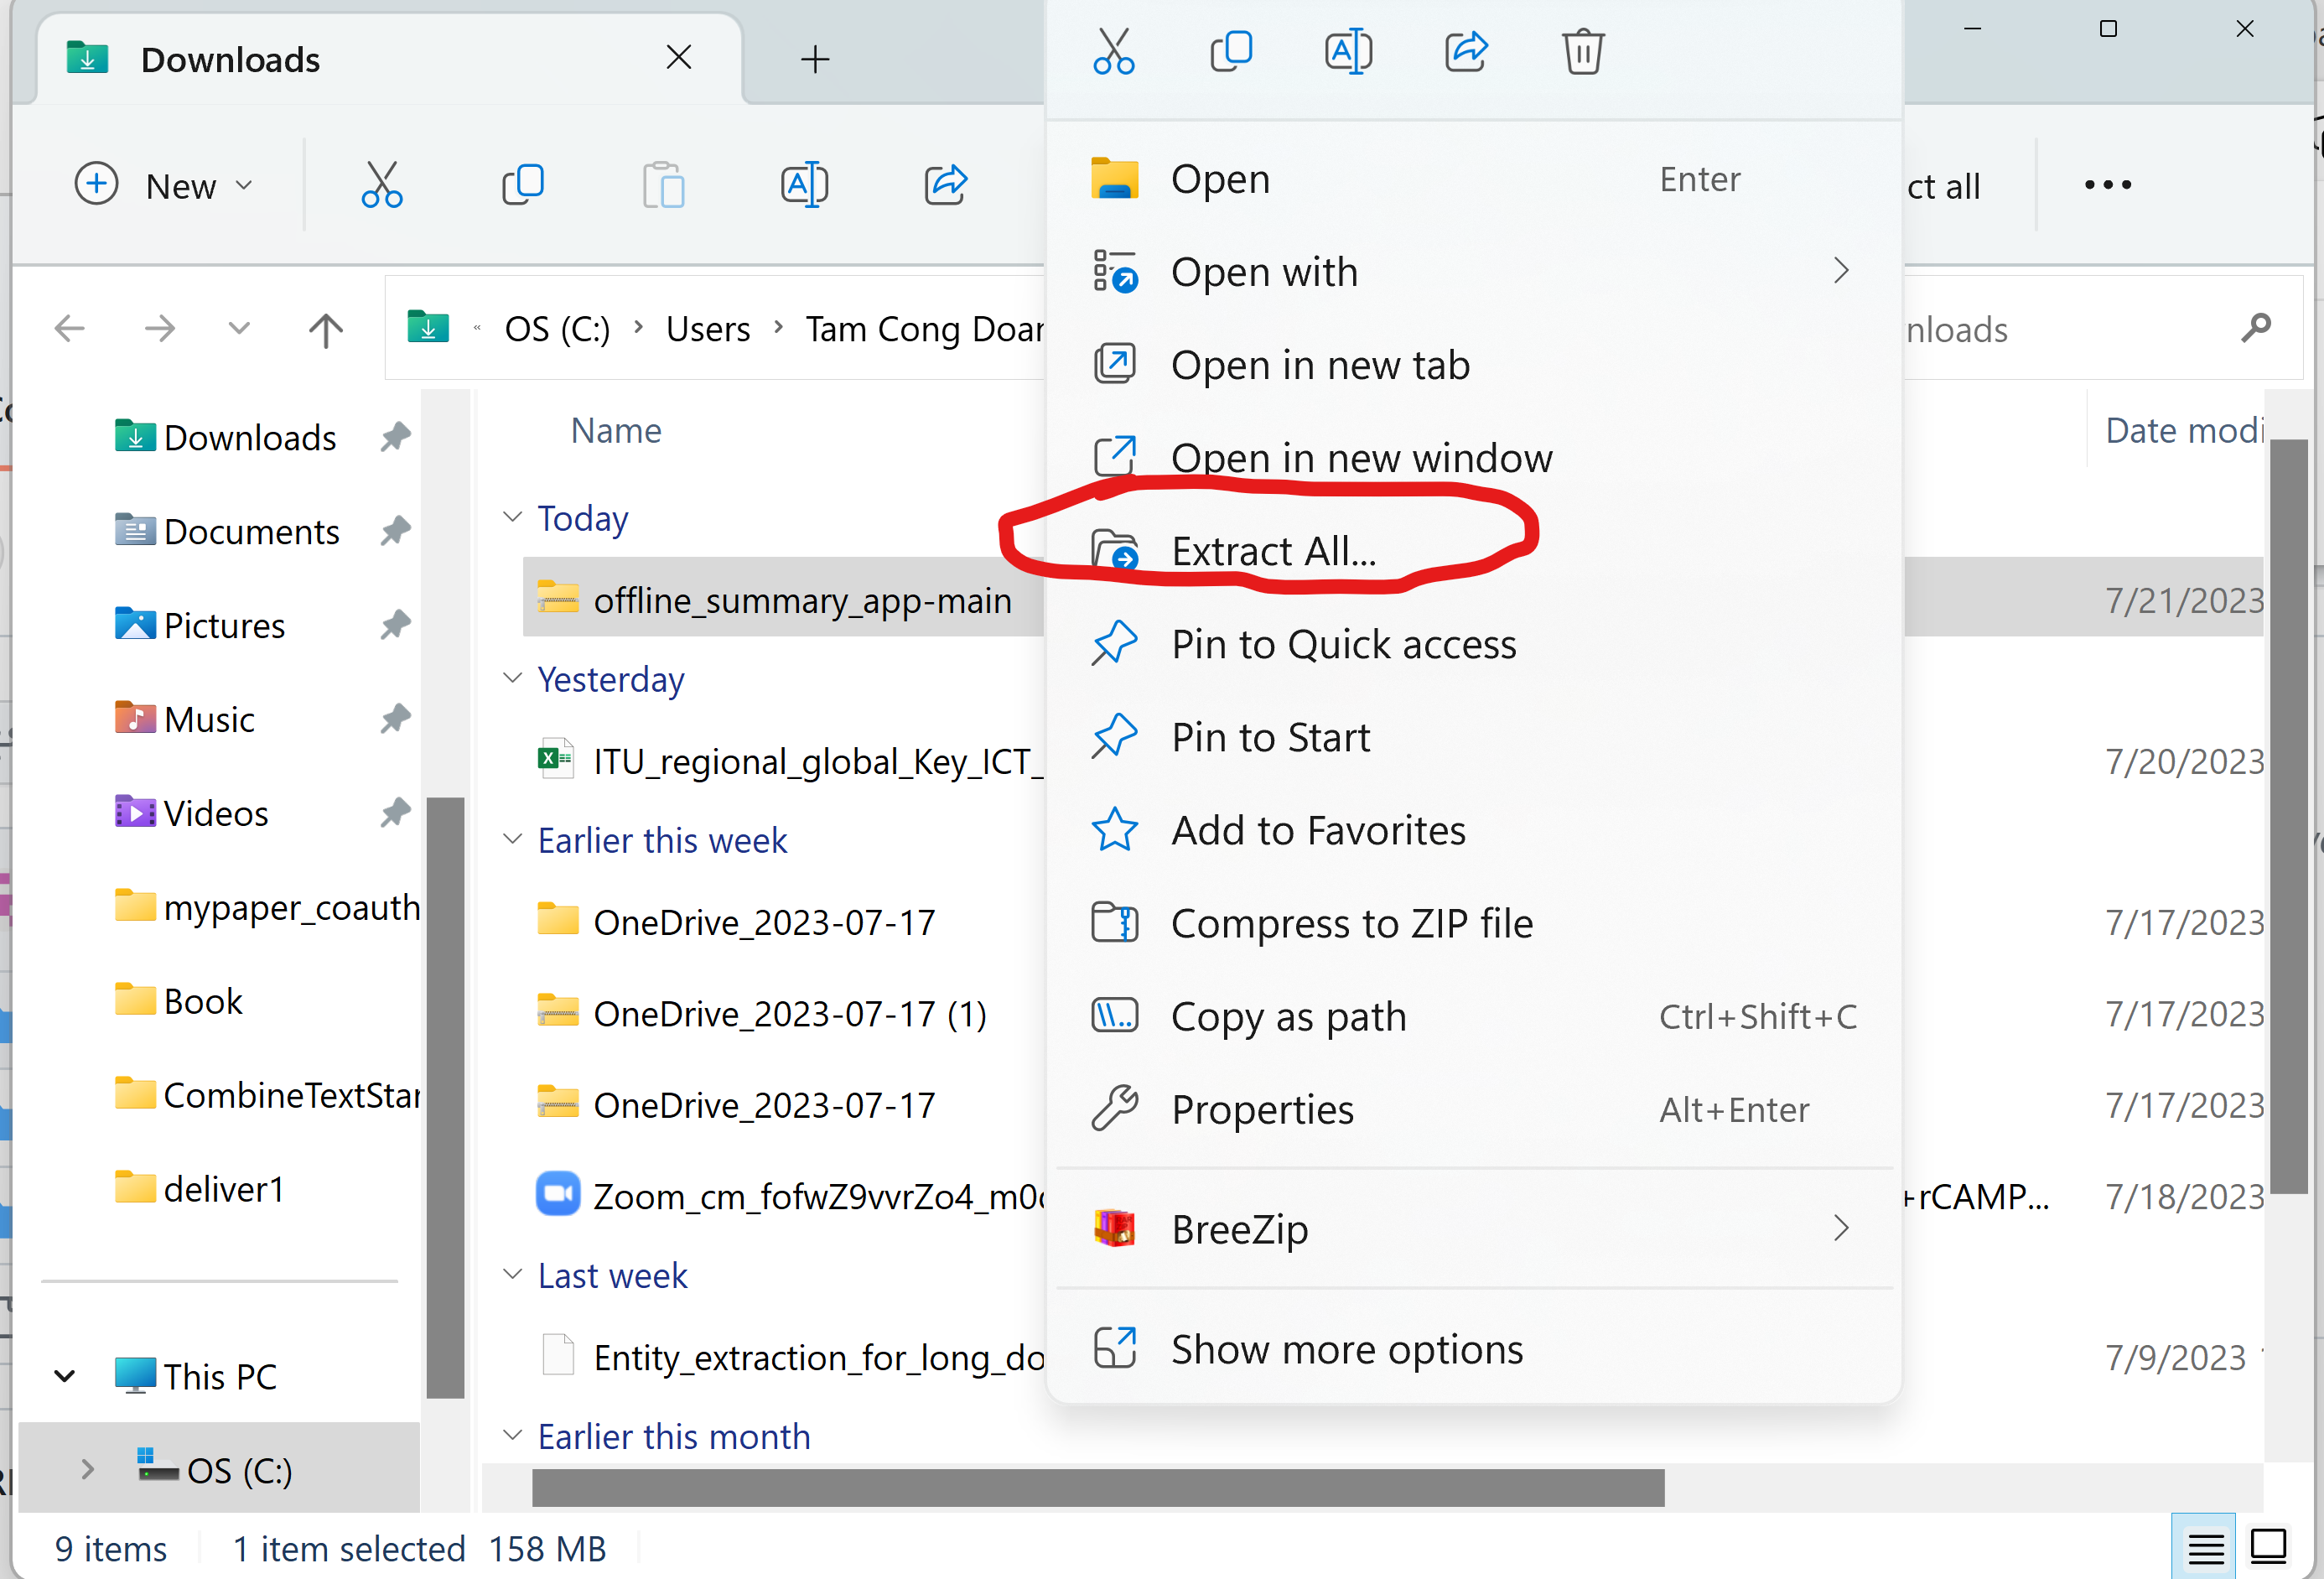 Downloads
New
ct all
OS (C:)
Users
Tam Cong Doan
nloads
Downloads
Documents
Pictures
Music
Videos
mypaper_coauth
Book
CombineTextStar
deliver1
This PC
OS (C:)
Name
Date modi
Today
offline_summary_app-main
7/21/2023
Yesterday
ITU_regional_global_Key_ICT_
7/20/2023
Earlier this week
OneDrive_2023-07-17
7/17/2023
OneDrive_2023-07-17 (1)
7/17/2023
OneDrive_2023-07-17
7/17/2023
Zoom_cm_fofwZ9vvrZo4_m0
+rCAMP...
7/18/2023
Last week
Entity_extraction_for_long_do
7/9/2023
Earlier this month
Open Enter
Open with
Open in new tab
Open in new window
Extract All...
Pin to Quick access
Pin to Start
Add to Favorites
Compress to ZIP file
Copy as path Ctrl+Shift+C
Properties Alt+Enter
BreeZip
Show more options
9 items
1 item selected 158 MB